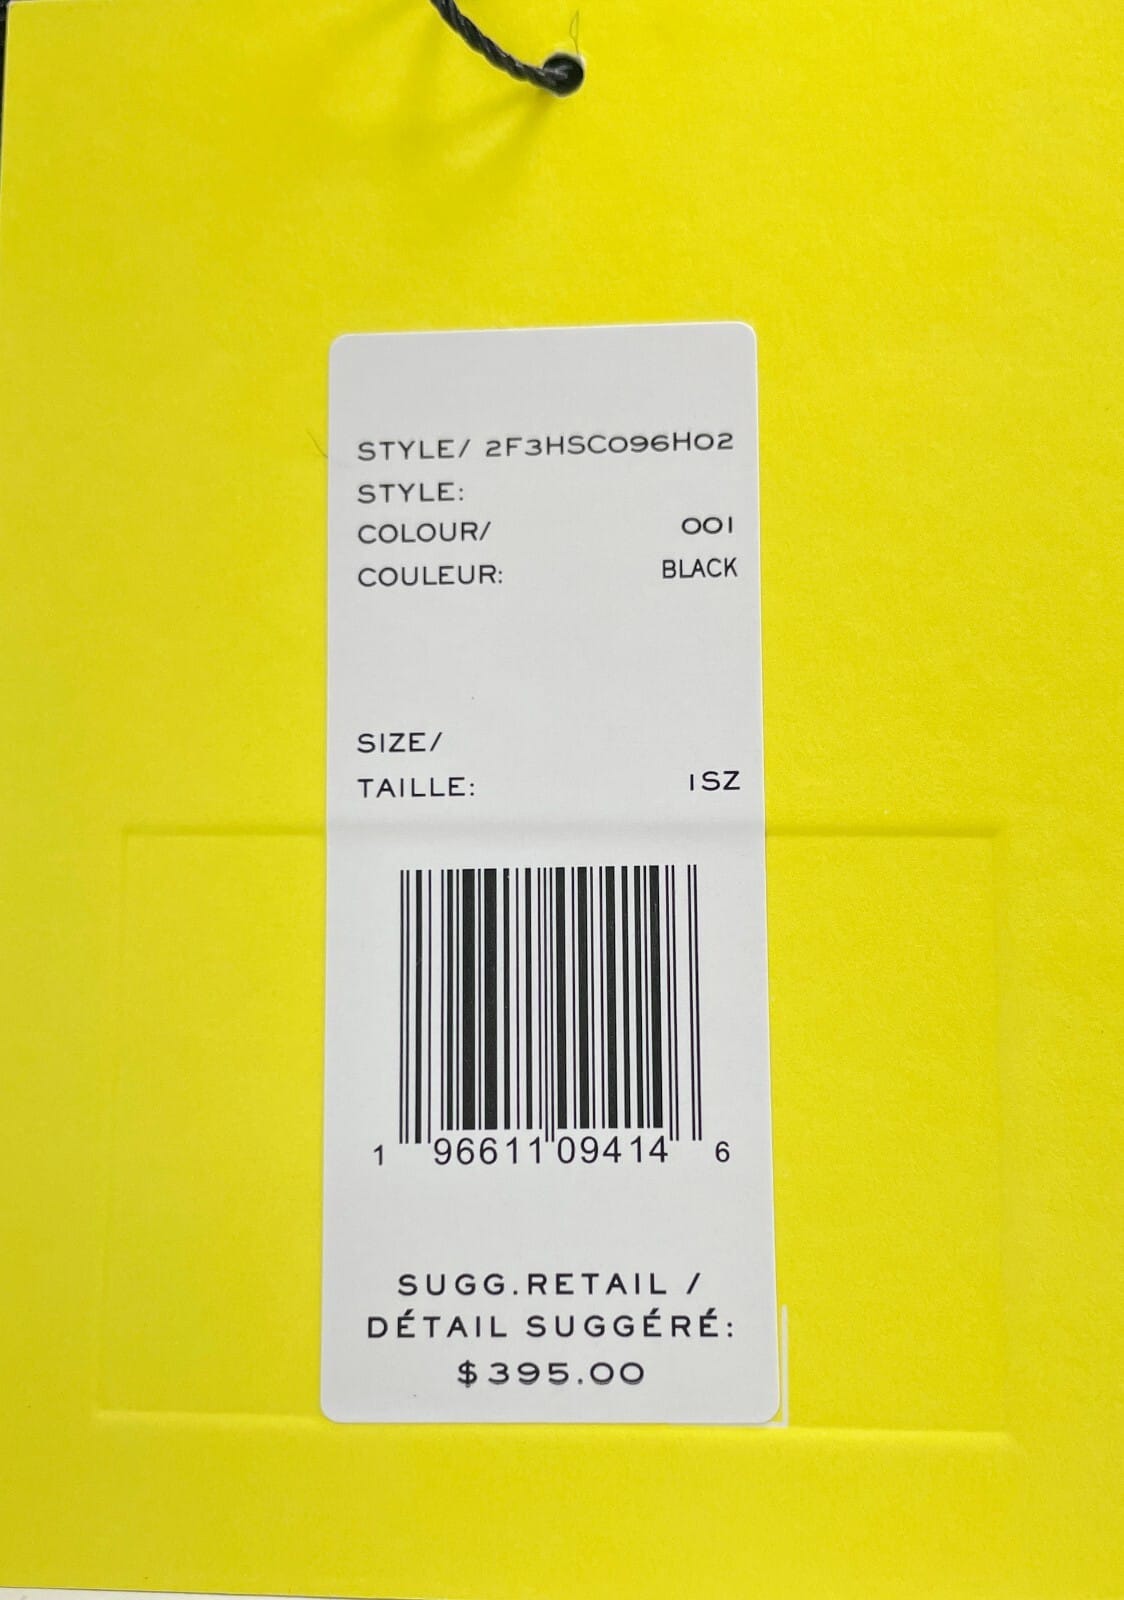 STYLE/ 2F3HSC096H02
STYLE:
COLOUR/ 001
COULEUR: BLACK
SIZE/
TAILLE: 1SZ
1 96611 09414 6
SUGG.RETAIL /
DÉTAIL SUGGÉRÉ:
$395.00